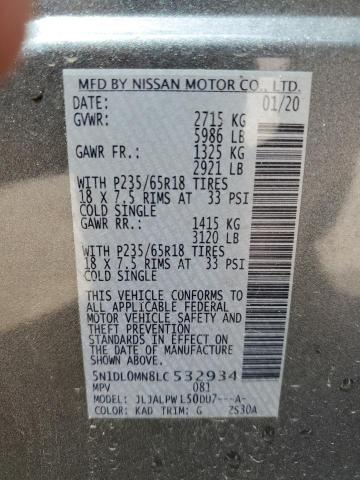 MFD BY NISSAN MOTOR CO., LTD.
DATE: 01/20
GVWR: 2715 KG
5986 LB
GAWR FR.: 1325 KG
2921 LB
WITH P235/65R18 TIRES
18 X 7.5 RIMS AT 33 PSI
COLD SINGLE
GAWR RR.: 1415 KG
3120 LB
WITH P235/65R18 TIRES
18 X 7.5 RIMS AT 33 PSI
COLD SINGLE
THIS VEHICLE CONFORMS TO
ALL APPLICABLE FEDERAL
MOTOR VEHICLE SAFETY AND
THEFT PREVENTION STANDARDS
IN EFFECT ON THE DATE OF
MANUFACTURE SHOWN ABOVE.
5N1DL0MN8LC532934
MPV 081
MODEL: JLJALPWL50DU7---A-
COLOR: KAD TRIM: G ZS30A